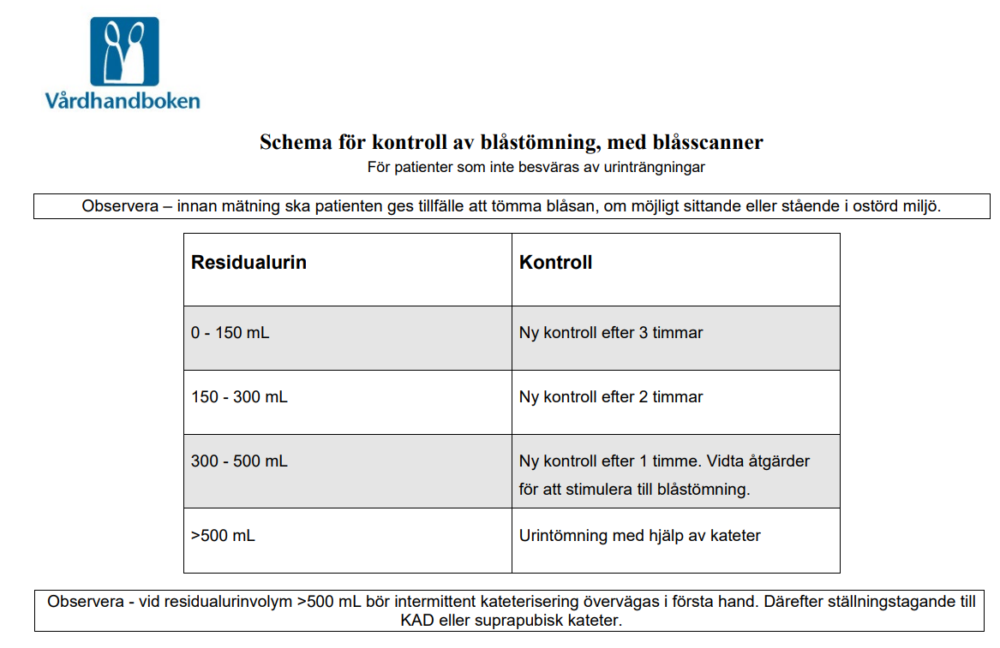 Vårdhandboken
Schema för kontroll av blåstömning, med blåsscanner
För patienter som inte besväras av urinträngningar
Observera – innan mätning ska patienten ges tillfälle att tömma blåsan, om möjligt sittande eller stående i ostörd miljö.
Residualurin
Kontroll
0 - 150 mL
Ny kontroll efter 3 timmar
150 - 300 mL
Ny kontroll efter 2 timmar
300 - 500 mL
Ny kontroll efter 1 timme. Vidta åtgärder
för att stimulera till blåstömning.
>500 mL
Urintömning med hjälp av kateter
Observera - vid residualurinvolym >500 mL bör intermittent kateterisering övervägas i första hand. Därefter ställningstagande till
KAD eller suprapubisk kateter.